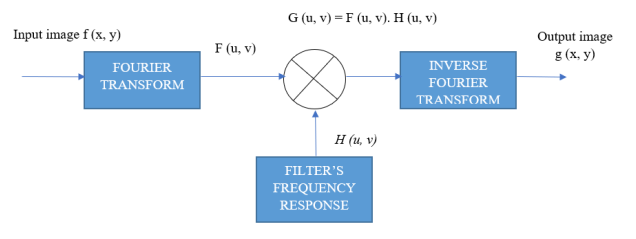 G (u, v) = F (u, v). H (u, v)
Input image f (x, y)
F (u, v)
Output image
g (x, y)
FOURIER
TRANSFORM
INVERSE
FOURIER
TRANSFORM
H (u, v)
FILTER'S
FREQUENCY
RESPONSE